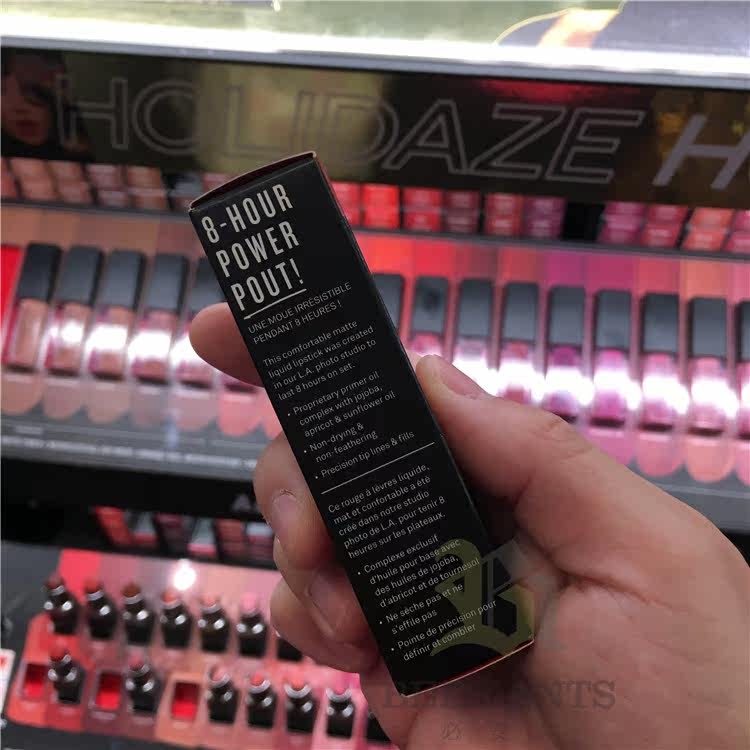 HOLIDAZE H
8-HOUR
POWER
POUT!
UNE MOUE IRRÉSISTIBLE
PENDANT 8 HEURES !
This comfortable matte
liquid lipstick was created
in our L.A. photo studio to
last 8 hours on set.
• Proprietary primer oil
complex with jojoba,
apricot & sunflower oil
• Non-drying &
non-feathering
• Precision tip lines & fills
Ce rouge à lèvres liquide,
mat et confortable a été
créé dans notre studio
photo de L.A. pour tenir 8
heures sur les plateaux.
• Complexe exclusif
d'huile pour base avec
des huiles de jojoba,
d'abricot et de tournesol
• Ne sèche pas et ne
s'effile pas
• Pointe de précision pour
définir et combler